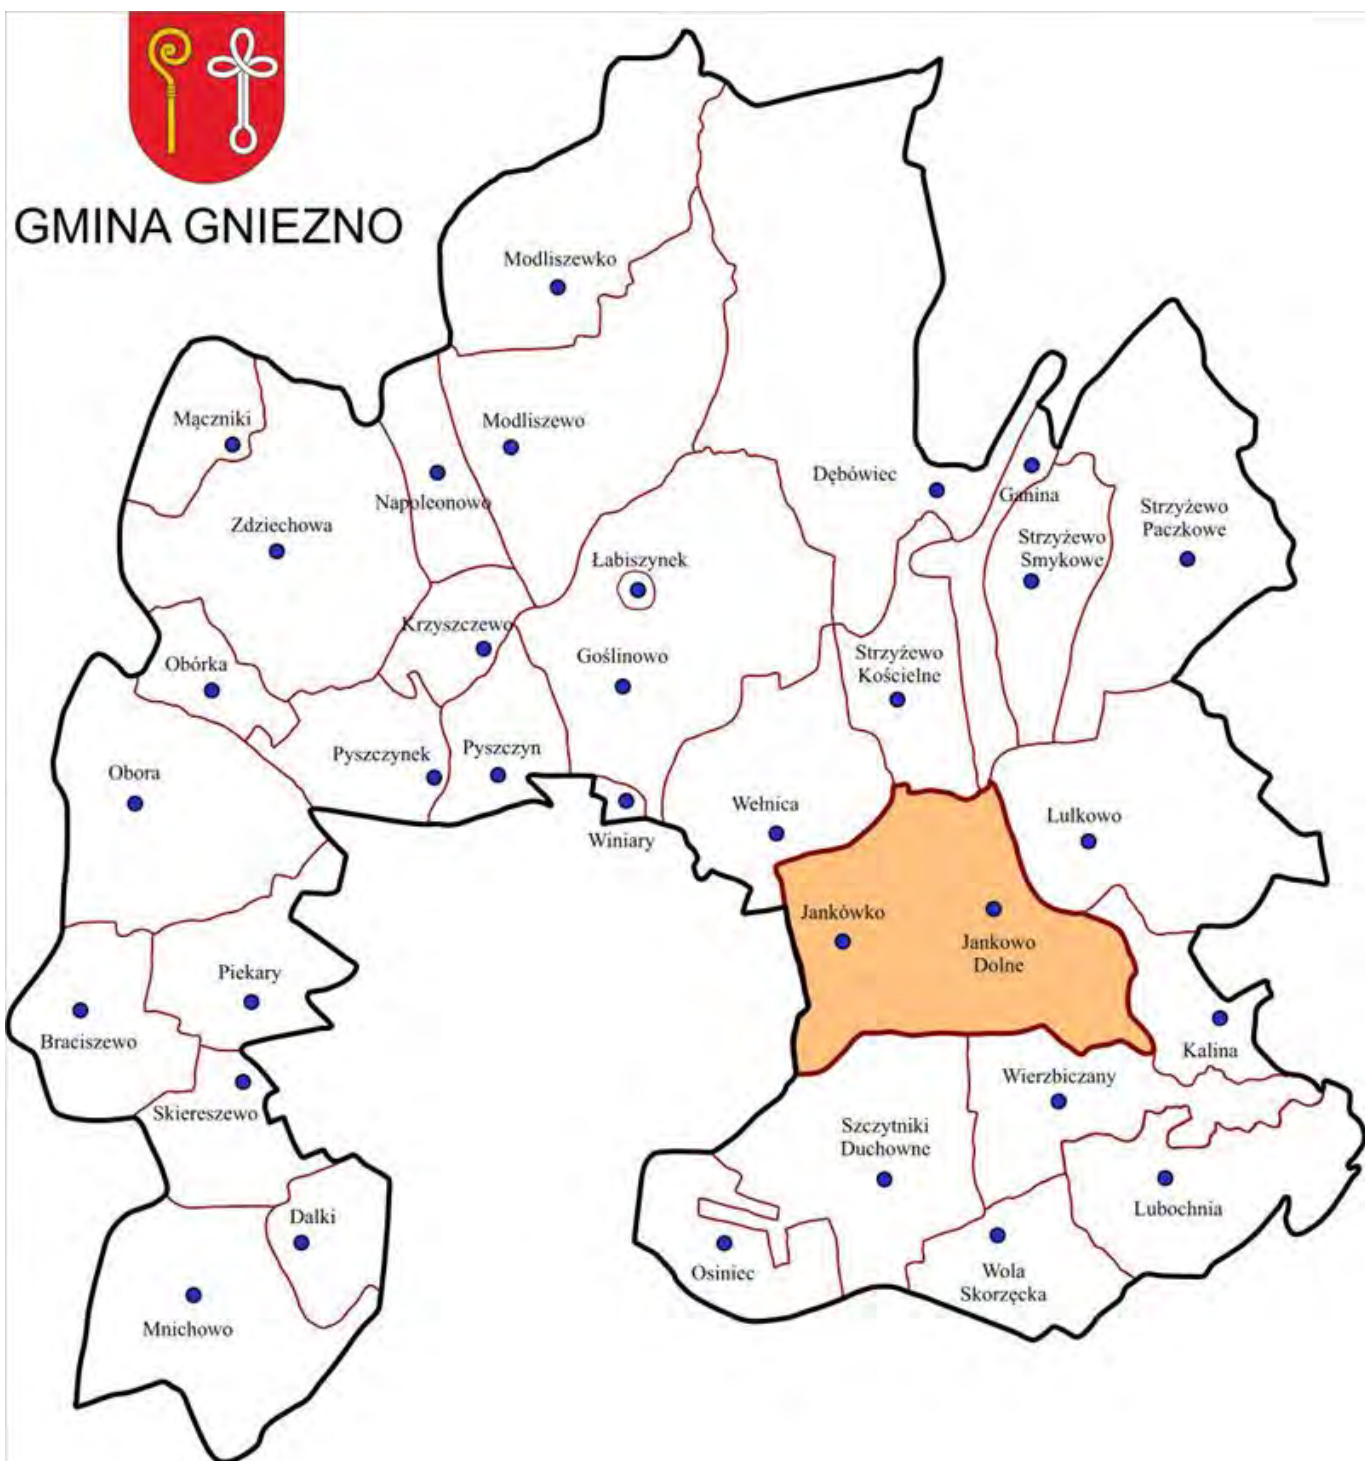 GMINA GNIEZNO
Modliszewko
Mączniki
Modliszewo
Napoleonowo
Dębówiec
Ganina
Strzyżewo
Paczkowe
Zdziechowa
Strzyżewo
Smykowe
Łabiszynek
Krzyszczewo
Goślinowo
Strzyżewo
Kościelne
Obórka
Pyszczynek
Pyszczyn
Obora
Winiary
Wełnica
Lulkowo
Jankówko
Jankowo
Dolne
Piekary
Braciszewo
Kalina
Skiereszewo
Wierzbiczany
Szczytniki
Duchowne
Lubochnia
Dalki
Osiniec
Wola
Skorzęcka
Mnichowo